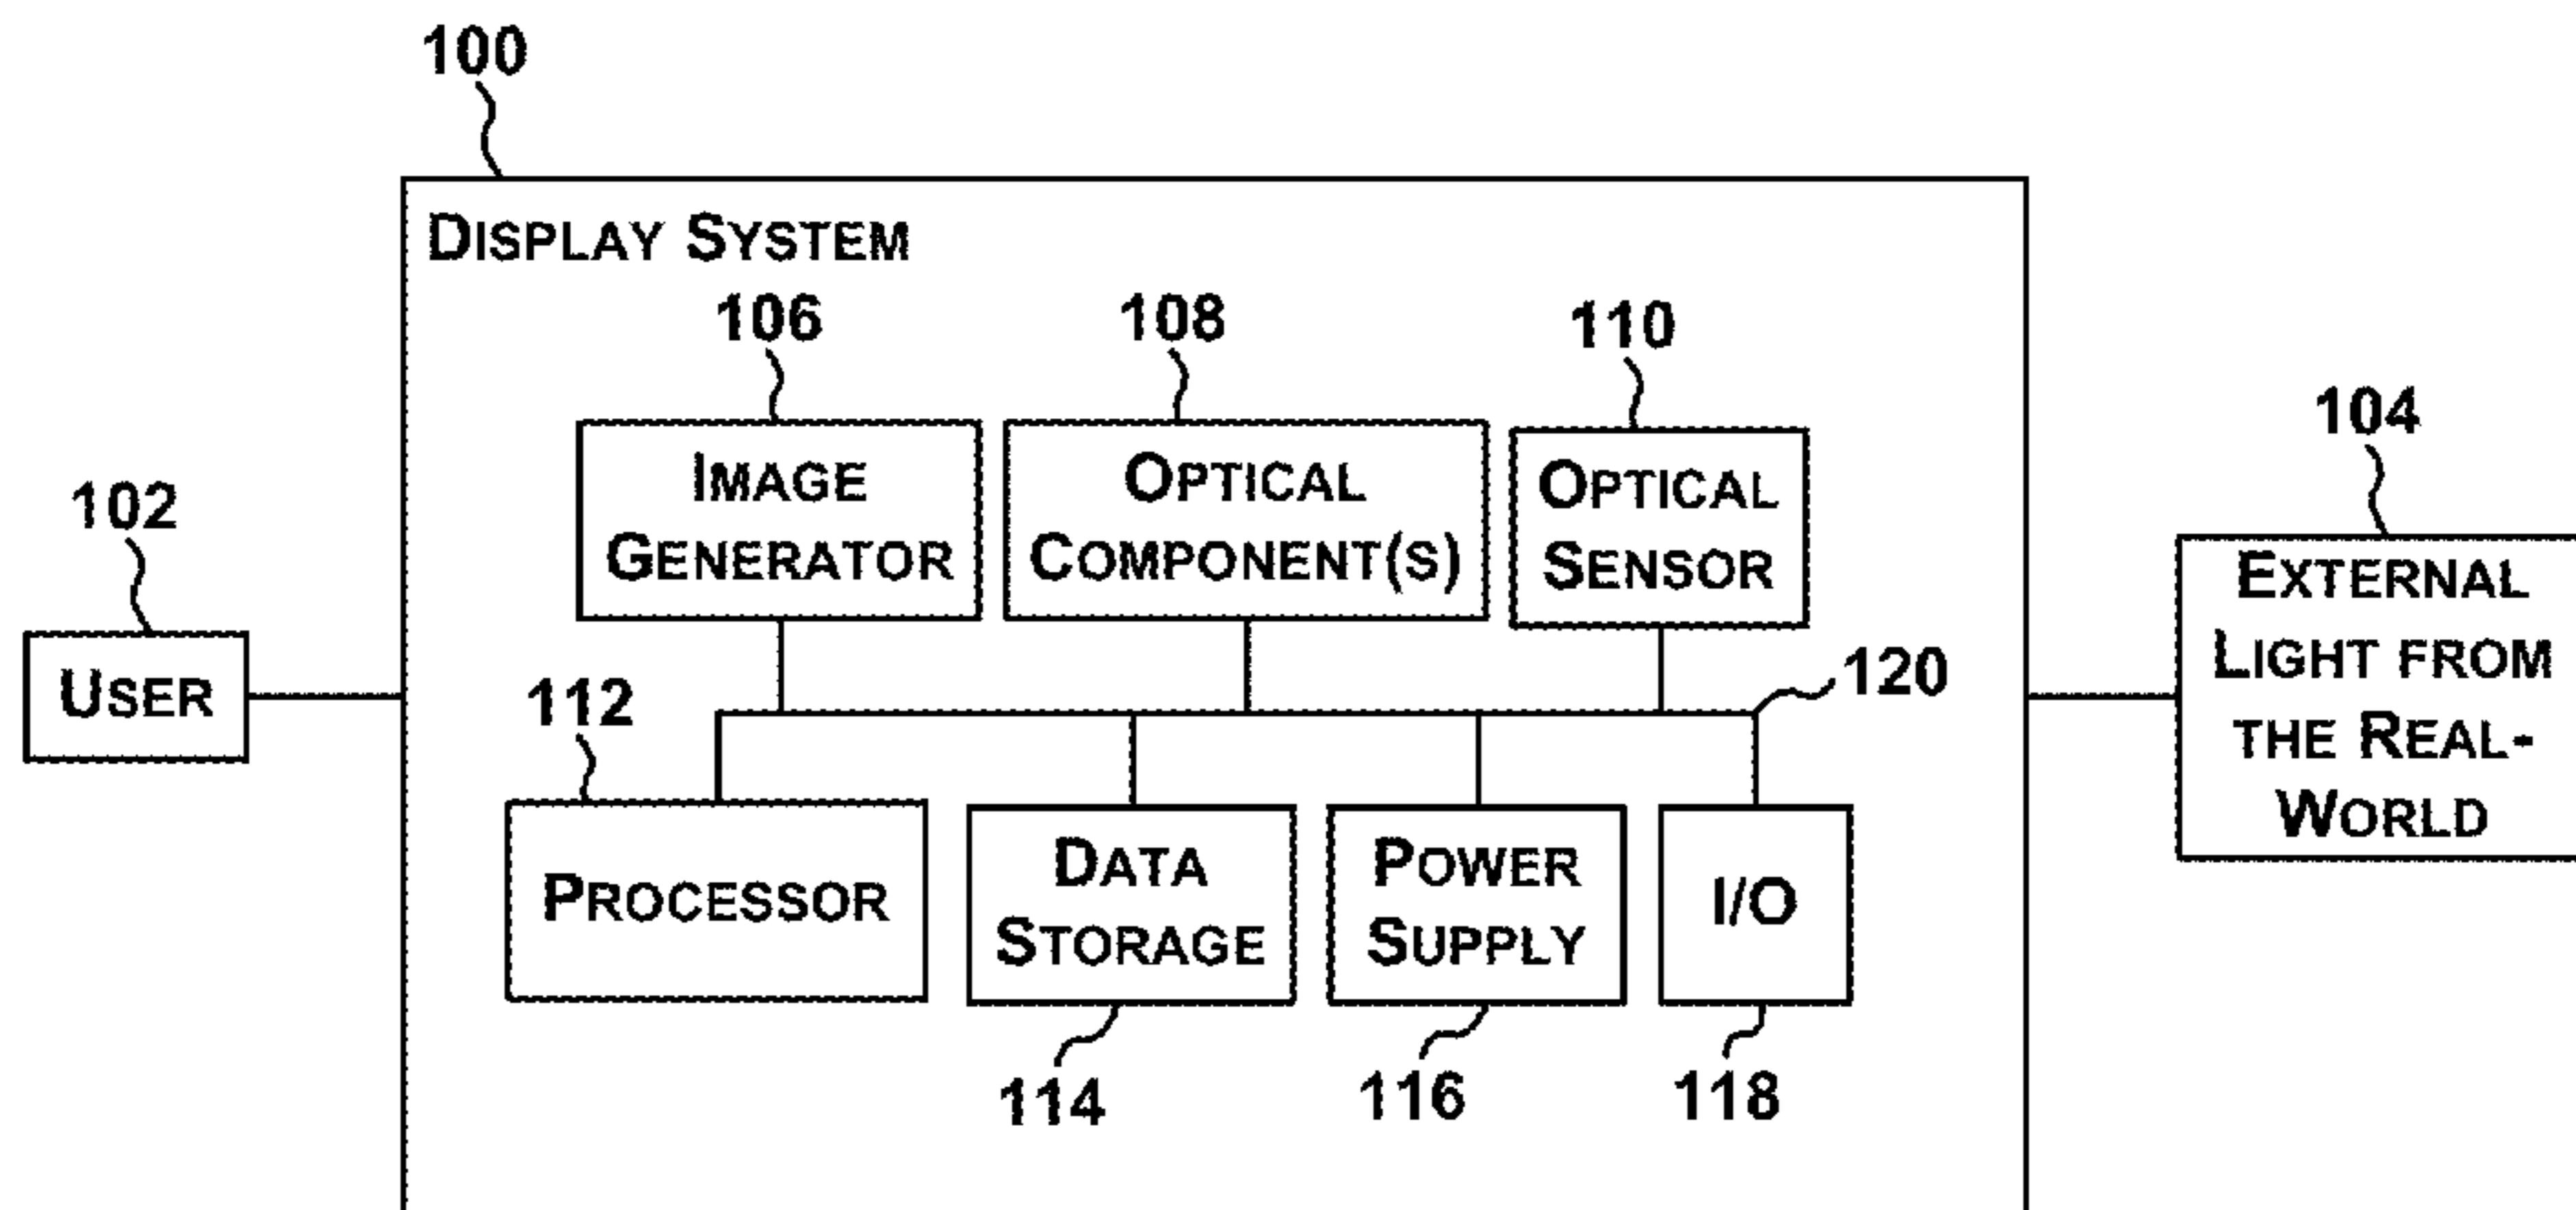 100
DISPLAY SYSTEM
106
108
110
IMAGE
GENERATOR
OPTICAL
COMPONENT(S)
OPTICAL
SENSOR
102
USER
104
EXTERNAL
LIGHT FROM
THE REAL-
WORLD
120
112
PROCESSOR
DATA
STORAGE
POWER
SUPPLY
I/O
114
116
118